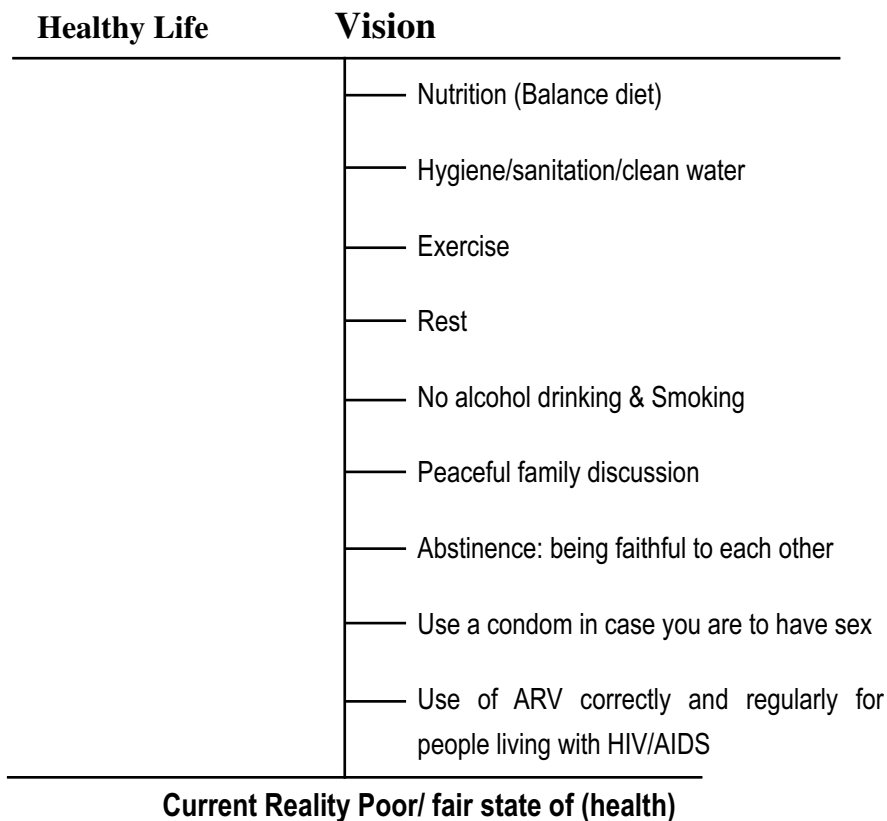 Healthy Life Vision
Nutrition (Balance diet)
Hygiene/sanitation/clean water
Exercise
Rest
No alcohol drinking & Smoking
Peaceful family discussion
Abstinence: being faithful to each other
Use a condom in case you are to have sex
Use of ARV correctly and regularly for
people living with HIV/AIDS
Current Reality Poor/ fair state of (health)